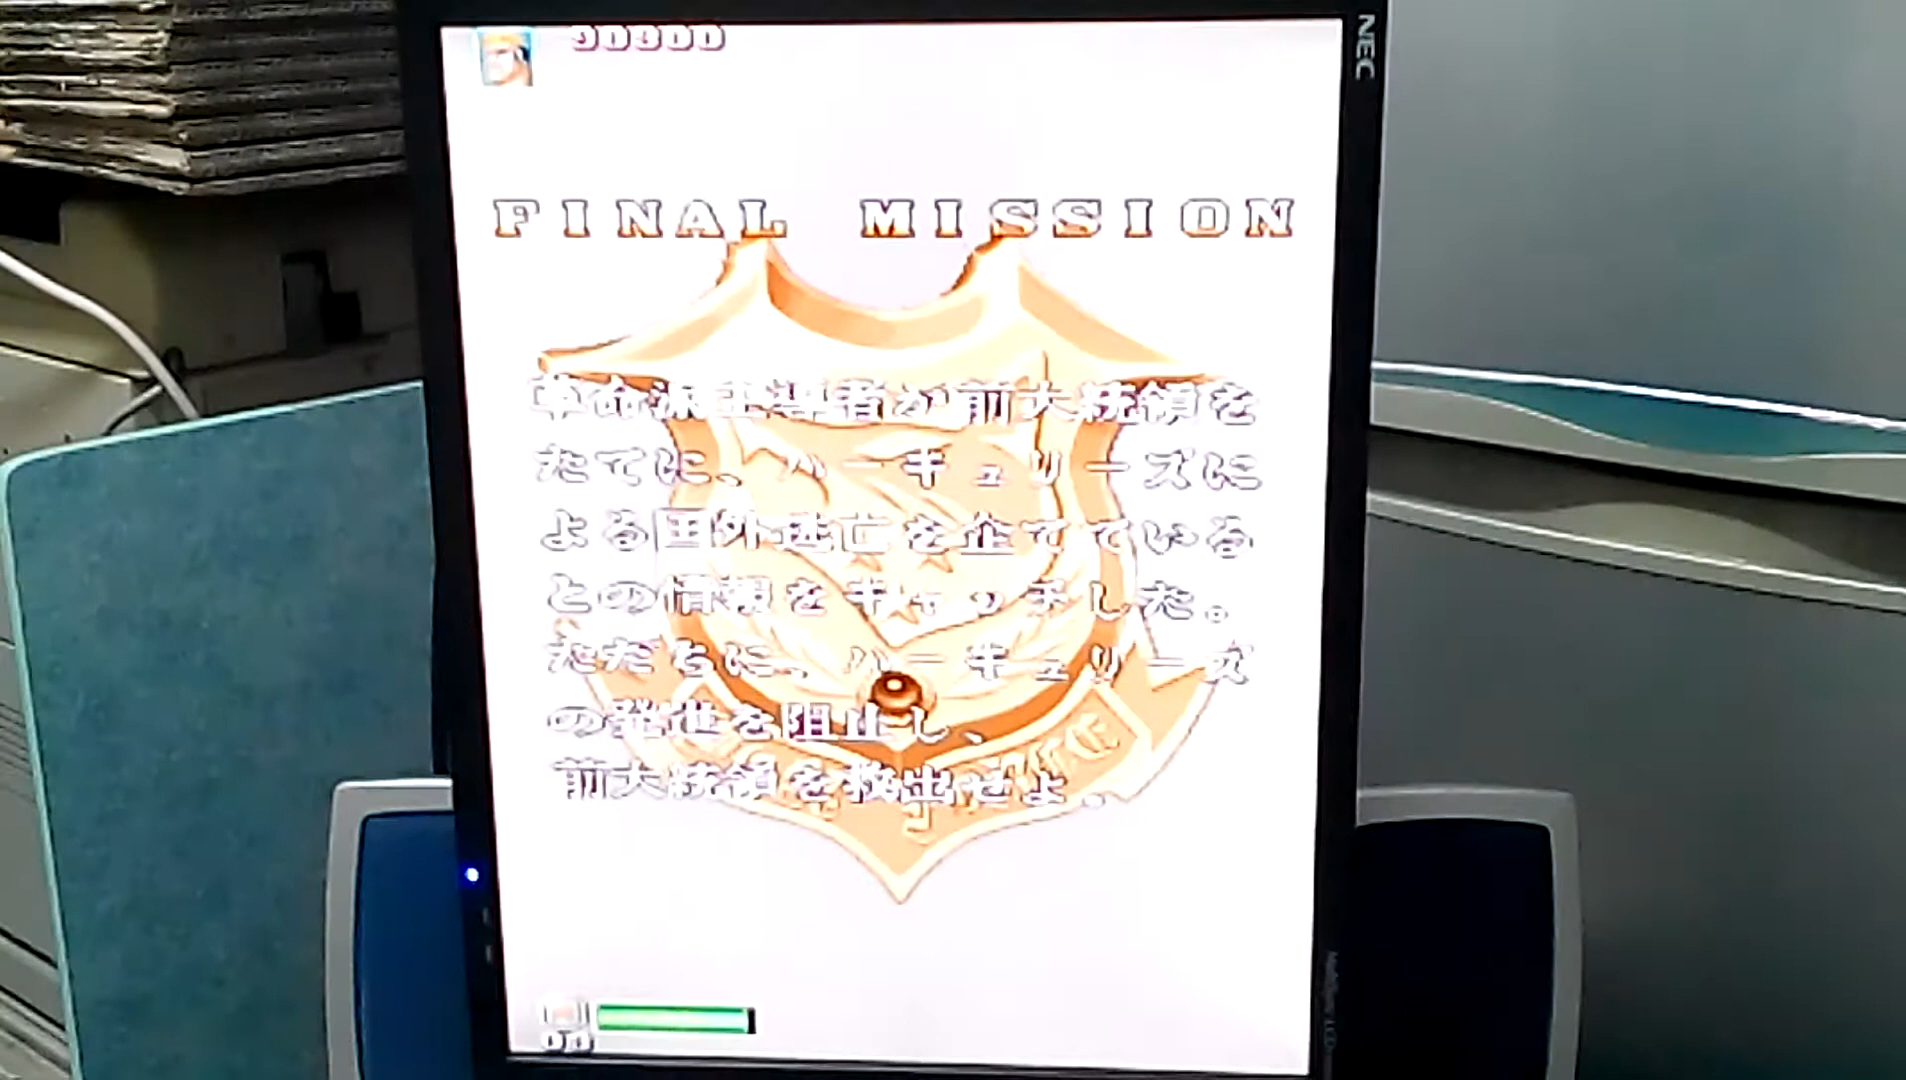 90300
FINAL MISSION
革命派主導者が前大統領を
たてに、ハーキュリーズに
よる国外逃亡を企てている
との情報をキャッチした。
ただちに、ハーキュリーズ
の発進を阻止し、
前大統領を救出せよ。
NEC